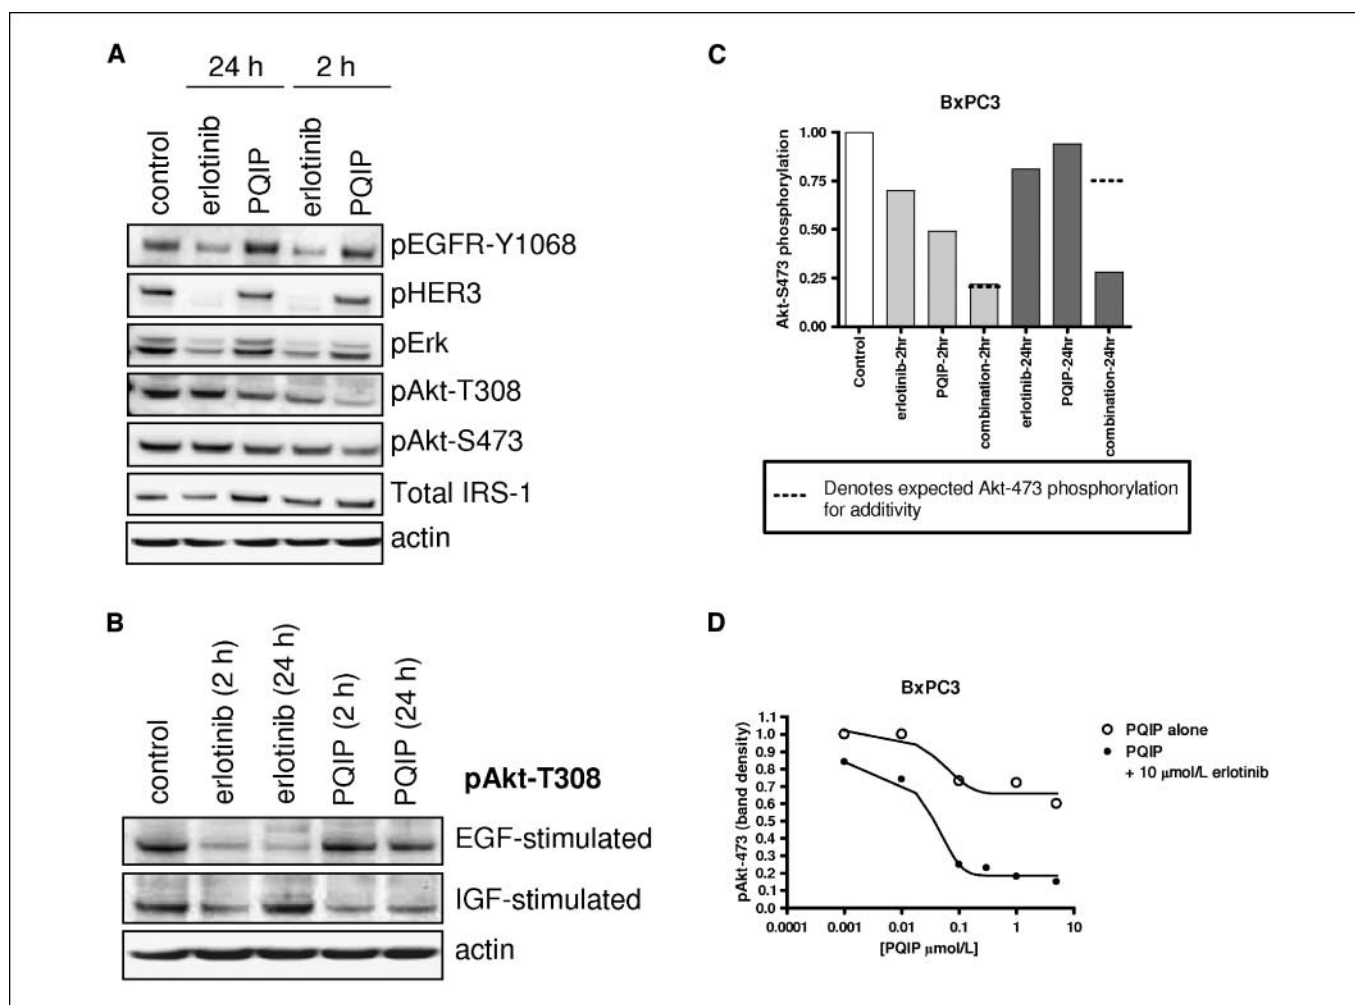 A
24 h
2 h
control
erlotinib
PQIP
erlotinib
PQIP
pEGFR-Y1068
pHER3
pErk
pAkt-T308
pAkt-S473
Total IRS-1
actin
B
control
erlotinib (2 h)
erlotinib (24 h)
PQIP (2 h)
PQIP (24 h)
pAkt-T308
EGF-stimulated
IGF-stimulated
actin
C
BxPC3
Akt-S473 phosphorylation
1.00
0.75
0.50
0.25
0.00
Control
erlotinib-2hr
PQIP-2hr
combination-2hr
erlotinib-24hr
PQIP-24hr
combination-24hr
Denotes expected Akt-473 phosphorylation
for additivity
D
BxPC3
pAkt-473 (band density)
1.1
1.0
0.9
0.8
0.7
0.6
0.5
0.4
0.3
0.2
0.1
0.0
0.0001
0.001
0.01
0.1
1
10
[PQIP μmol/L]
PQIP alone
PQIP
+ 10 μmol/L erlotinib